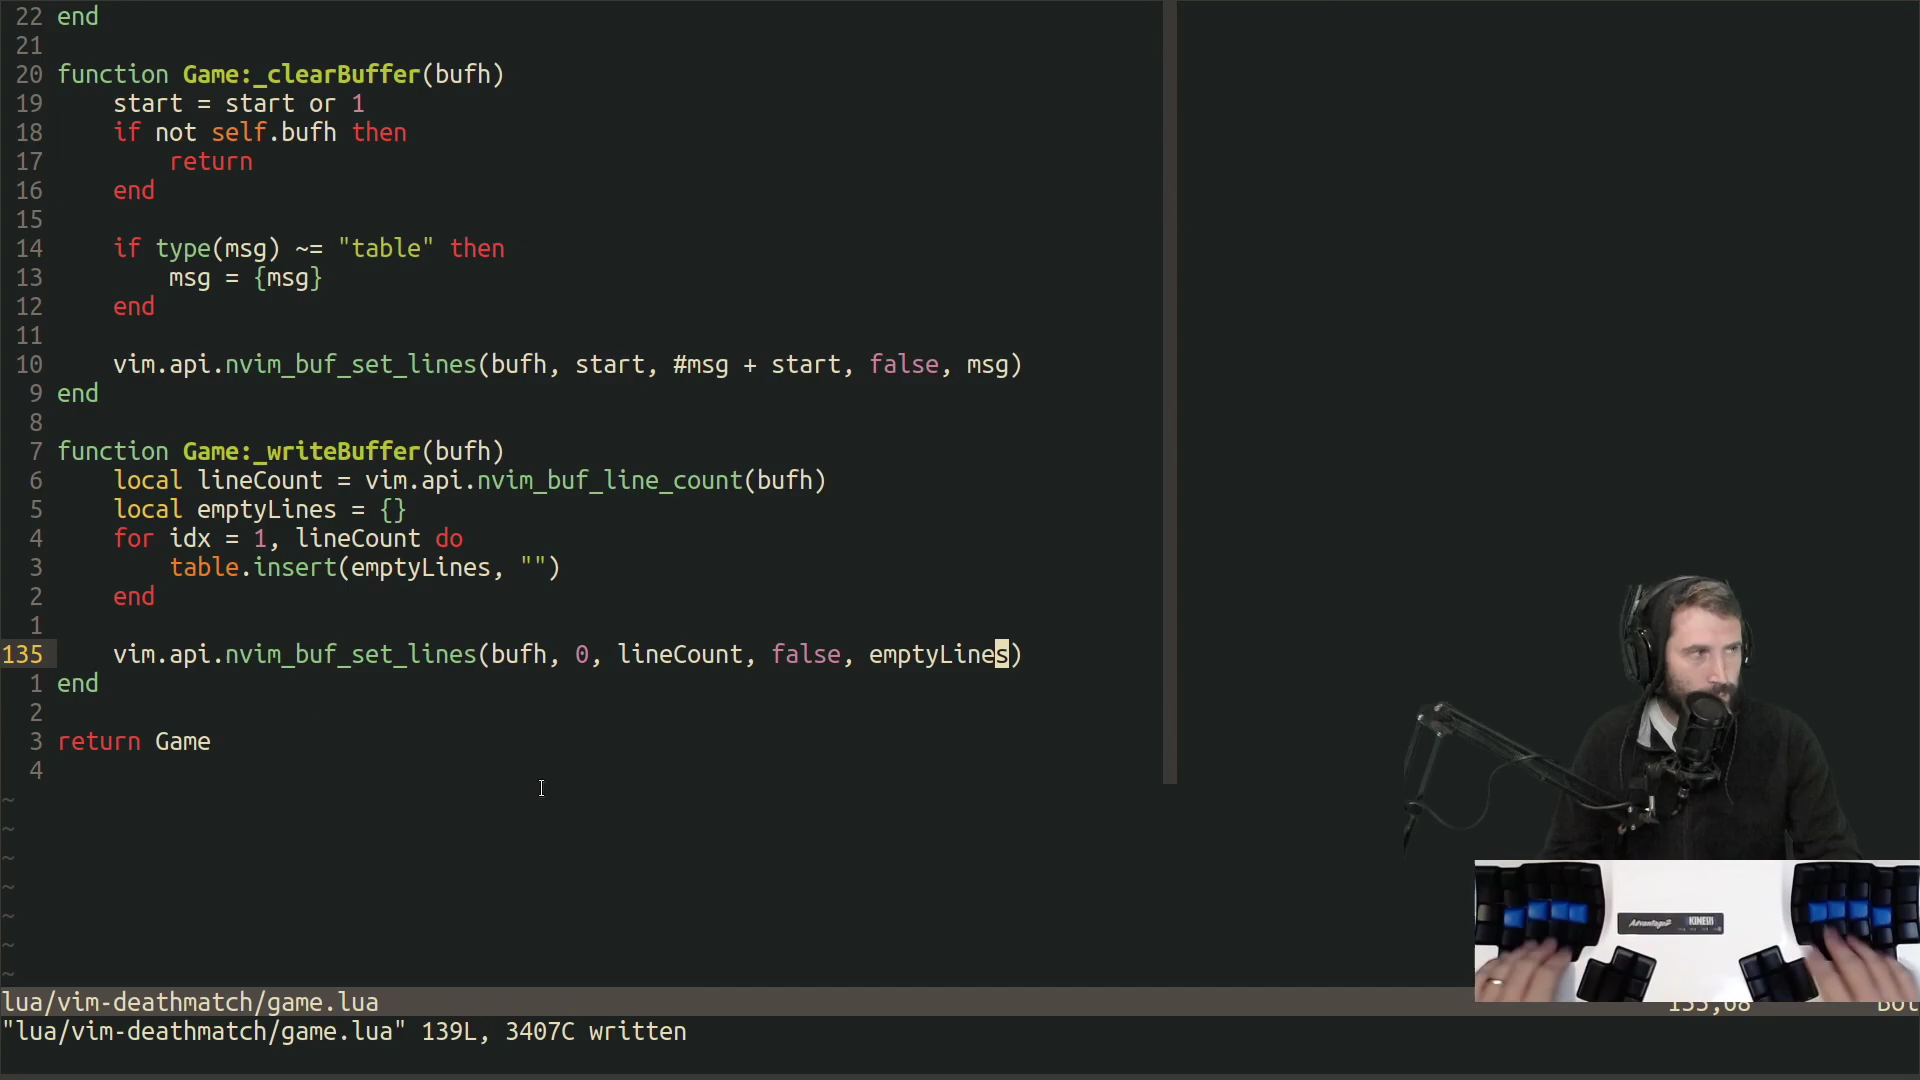 22 end
21
20 function Game:_clearBuffer(bufh)
19     start = start or 1
18     if not self.bufh then
17         return
16     end
15
14     if type(msg) ~= "table" then
13         msg = {msg}
12     end
11
10     vim.api.nvim_buf_set_lines(bufh, start, #msg + start, false, msg)
9 end
8
7 function Game:_writeBuffer(bufh)
6     local lineCount = vim.api.nvim_buf_line_count(bufh)
5     local emptyLines = {}
4     for idx = 1, lineCount do
3         table.insert(emptyLines, "")
2     end
1
135     vim.api.nvim_buf_set_lines(bufh, 0, lineCount, false, emptyLines)
1 end
2
3 return Game
4
~
~
~
~
~
~
~
Advantage2 KINESIS
lua/vim-deathmatch/game.lua
"lua/vim-deathmatch/game.lua" 139L, 3407C written